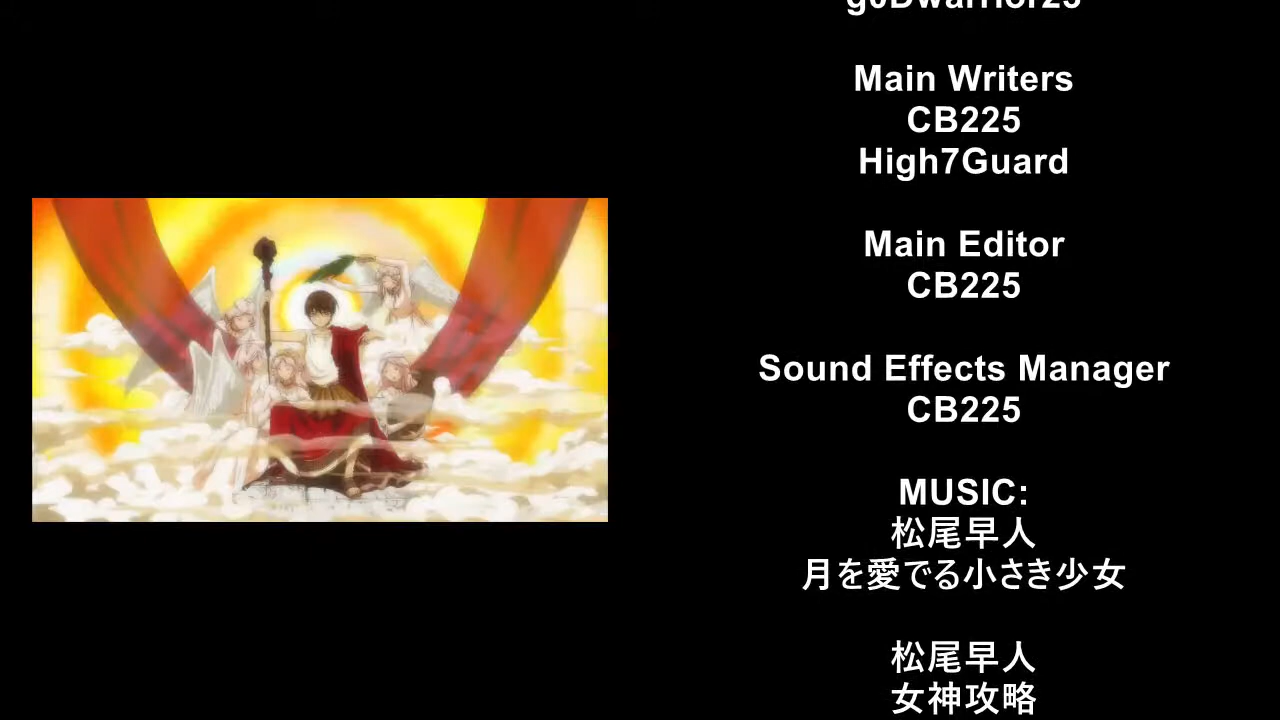 g0Dwarrior25
Main Writers
CB225
High7Guard
Main Editor
CB225
Sound Effects Manager
CB225
MUSIC:
松尾早人
月を愛でる小さき少女
松尾早人
女神攻略